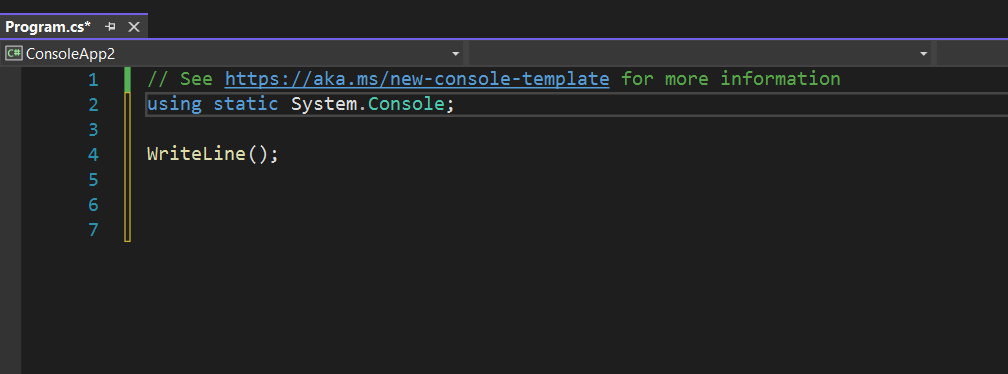 Program.cs*
C# ConsoleApp2
1 // See https://aka.ms/new-console-template for more information
2 using static System.Console;
3
4 WriteLine();
5
6
7